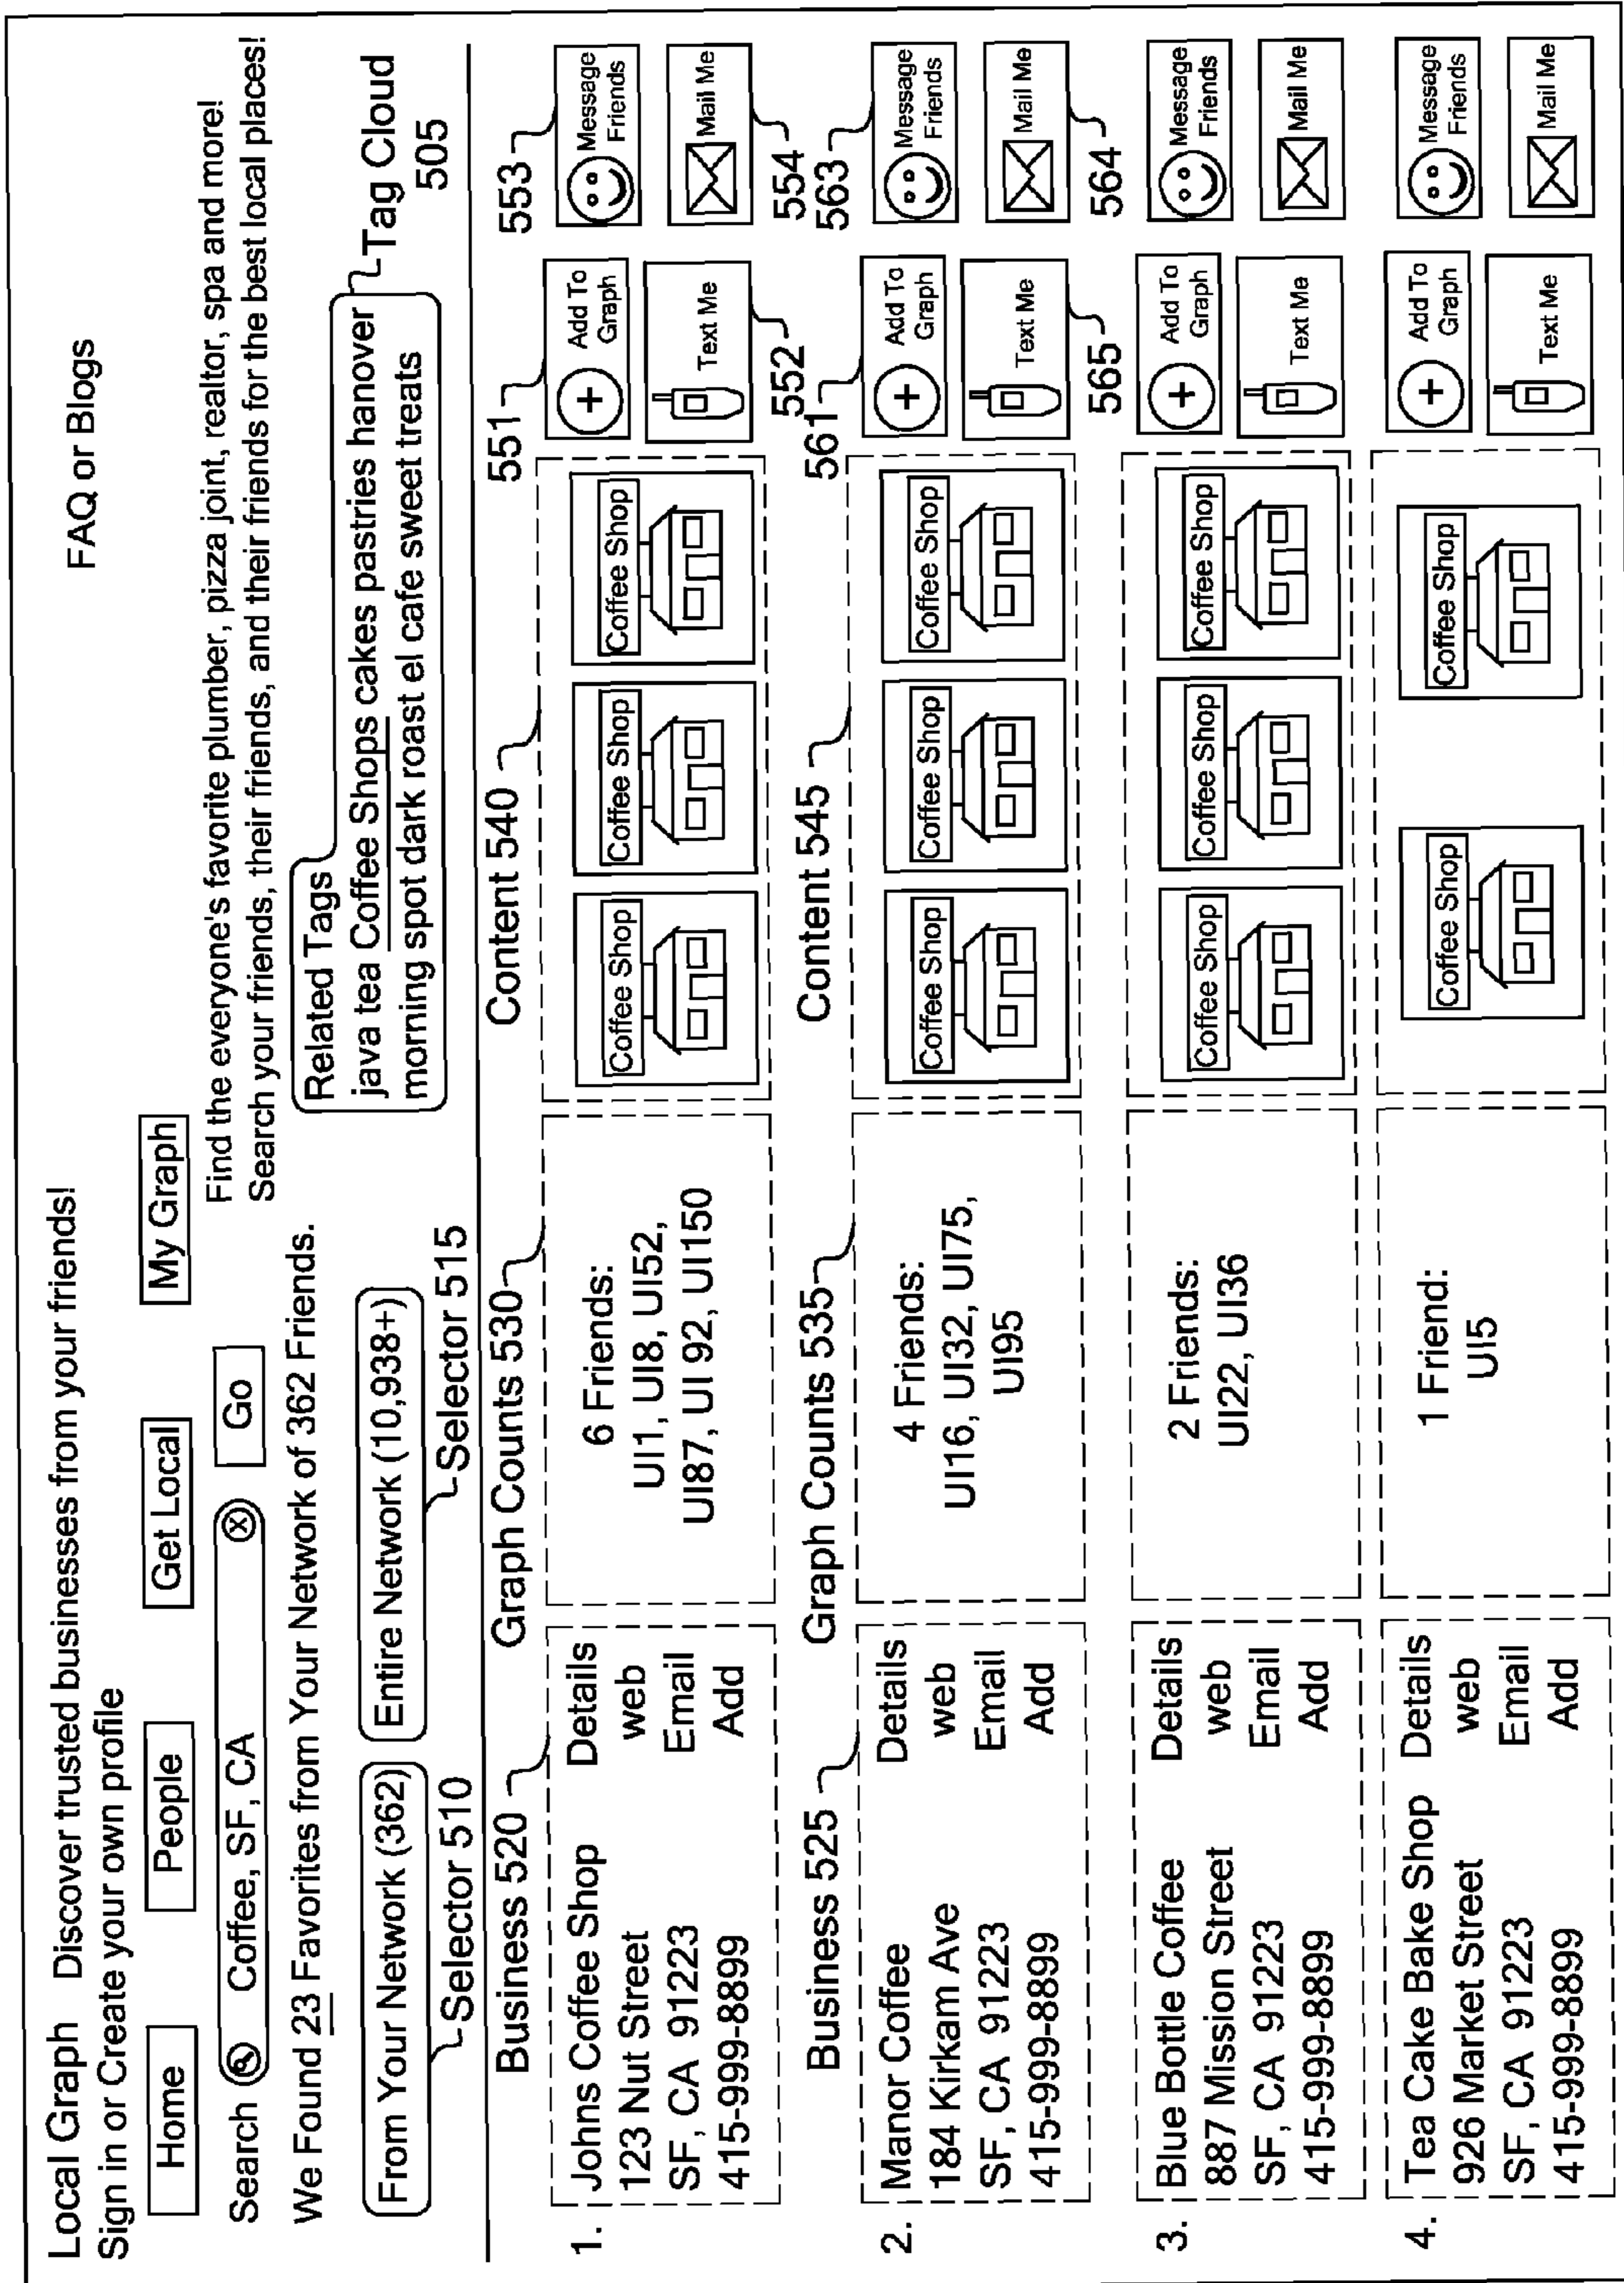 Local Graph Discover trusted businesses from your friends!
FAQ or Blogs
Sign in or Create your own profile
Home
People
Get Local
My Graph
Search Coffee, SF, CA X Go
Find the everyone's favorite plumber, pizza joint, realtor, spa and more!
Search your friends, their friends, and their friends for the best local places!
We Found 23 Favorites from Your Network of 362 Friends.
From Your Network (362)
Entire Network (10,938+)
Selector 510
Selector 515
Related Tags
java tea Coffee Shops cakes pastries hanover
morning spot dark roast el cafe sweet treats
Tag Cloud
505
Business 520
Graph Counts 530
Content 540
551
553
1.
Johns Coffee Shop Details
123 Nut Street web
SF, CA 91223 Email
415-999-8899 Add
6 Friends:
UI1, UI8, UI52,
UI87, UI 92, UI150
Coffee Shop
Coffee Shop
Coffee Shop
Add To
Graph
Message
Friends
Text Me
Mail Me
552
554
Business 525
Graph Counts 535
Content 545
561
563
2.
Manor Coffee Details
184 Kirkam Ave web
SF, CA 91223 Email
415-999-8899 Add
4 Friends:
UI16, UI32, UI75,
UI95
Coffee Shop
Coffee Shop
Coffee Shop
Add To
Graph
Message
Friends
Text Me
Mail Me
565
564
3.
Blue Bottle Coffee Details
887 Mission Street web
SF, CA 91223 Email
415-999-8899 Add
2 Friends:
UI22, UI36
Coffee Shop
Coffee Shop
Coffee Shop
Add To
Graph
Message
Friends
Text Me
Mail Me
4.
Tea Cake Bake Shop Details
926 Market Street web
SF, CA 91223 Email
415-999-8899 Add
1 Friend:
UI5
Coffee Shop
Coffee Shop
Add To
Graph
Message
Friends
Text Me
Mail Me